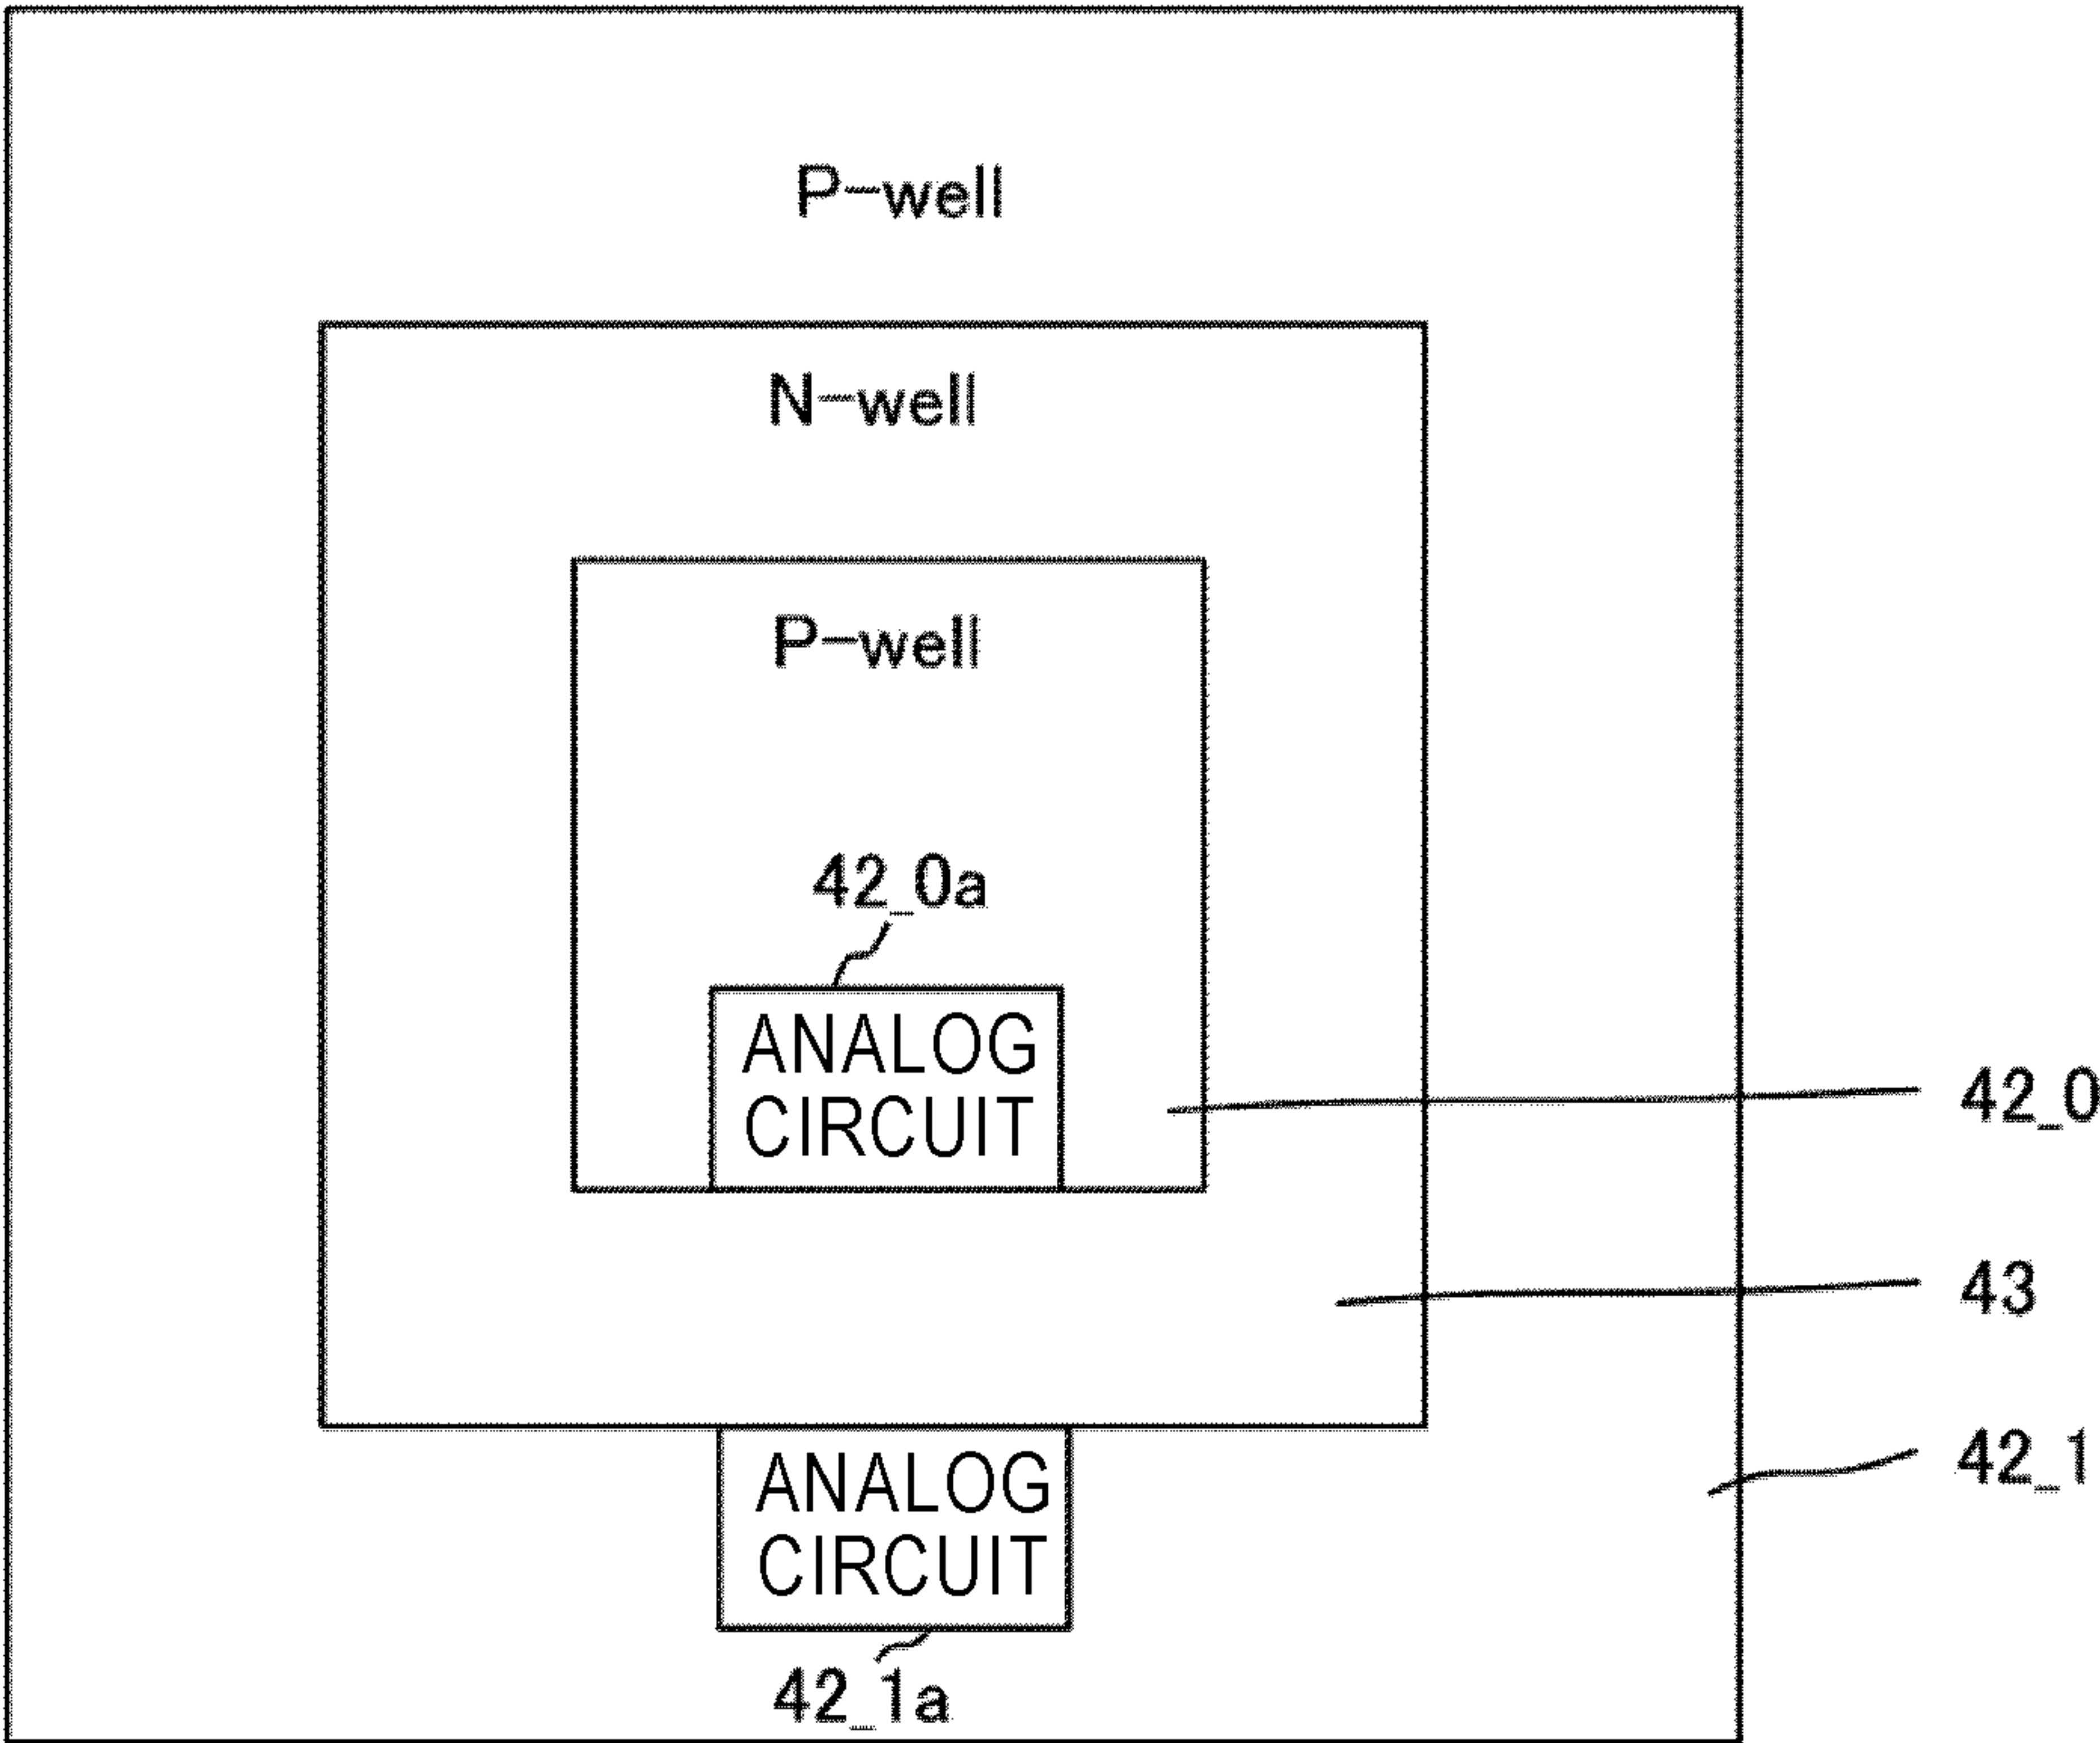 P-well
N-well
P-well
42_0a
ANALOG
CIRCUIT
42_0
43
ANALOG
CIRCUIT
42_1
42_1a